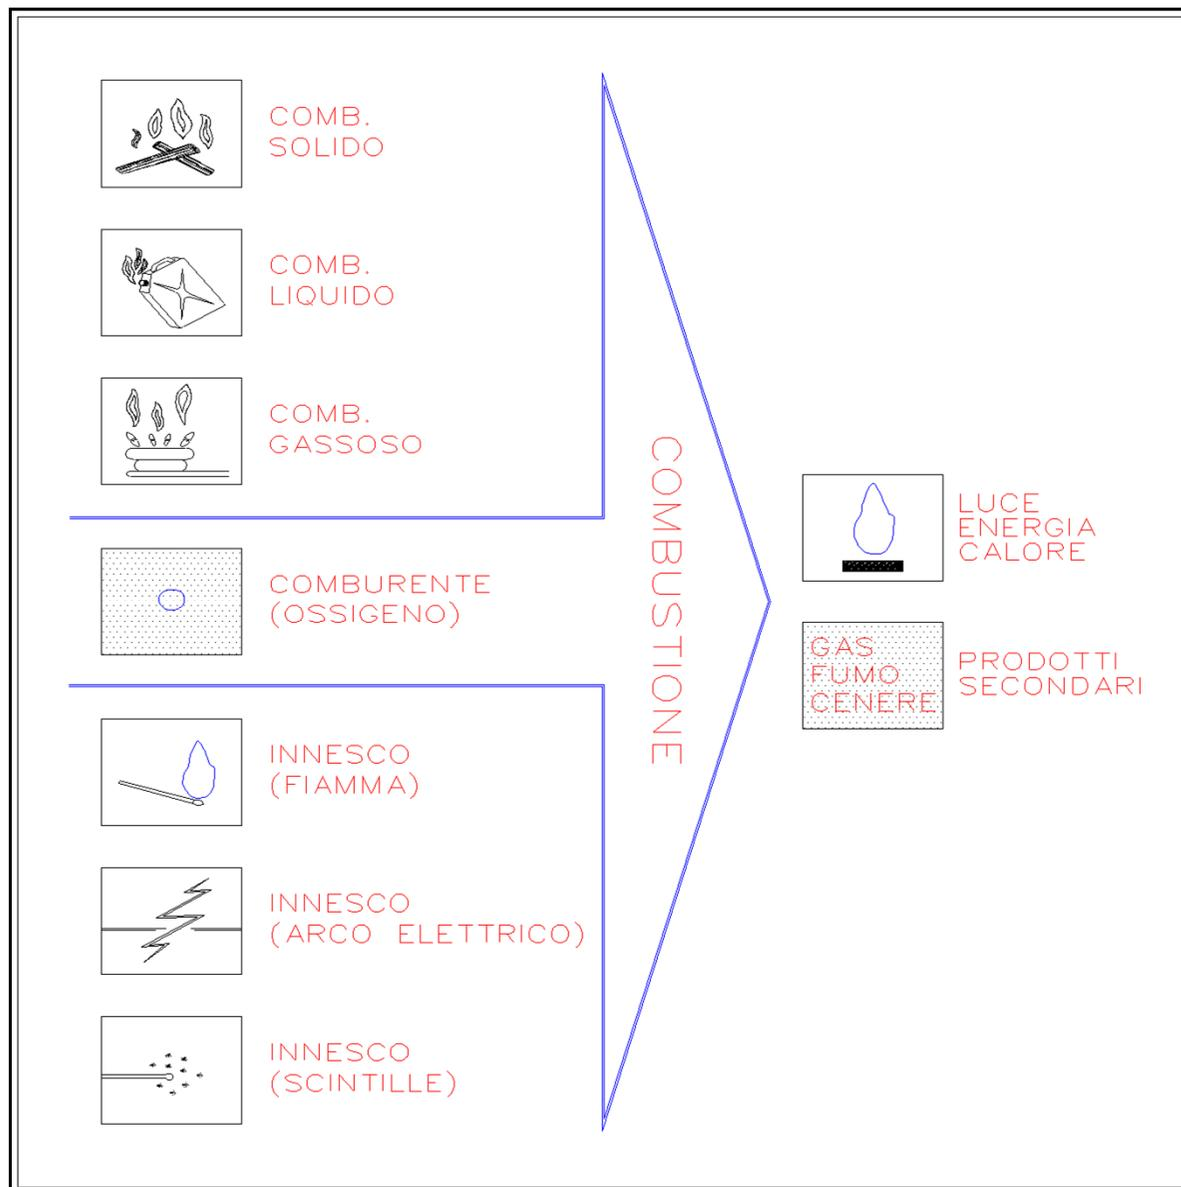 COMB.
SOLIDO
COMB.
LIQUIDO
COMB.
GASSOSO
COMBURENTE
(OSSIGENO)
INNESCO
(FIAMMA)
INNESCO
(ARCO ELETTRICO)
INNESCO
(SCINTILLE)
COMBUSTIONE
LUCE
ENERGIA
CALORE
GAS
FUMO
CENERE
PRODOTTI
SECONDARI